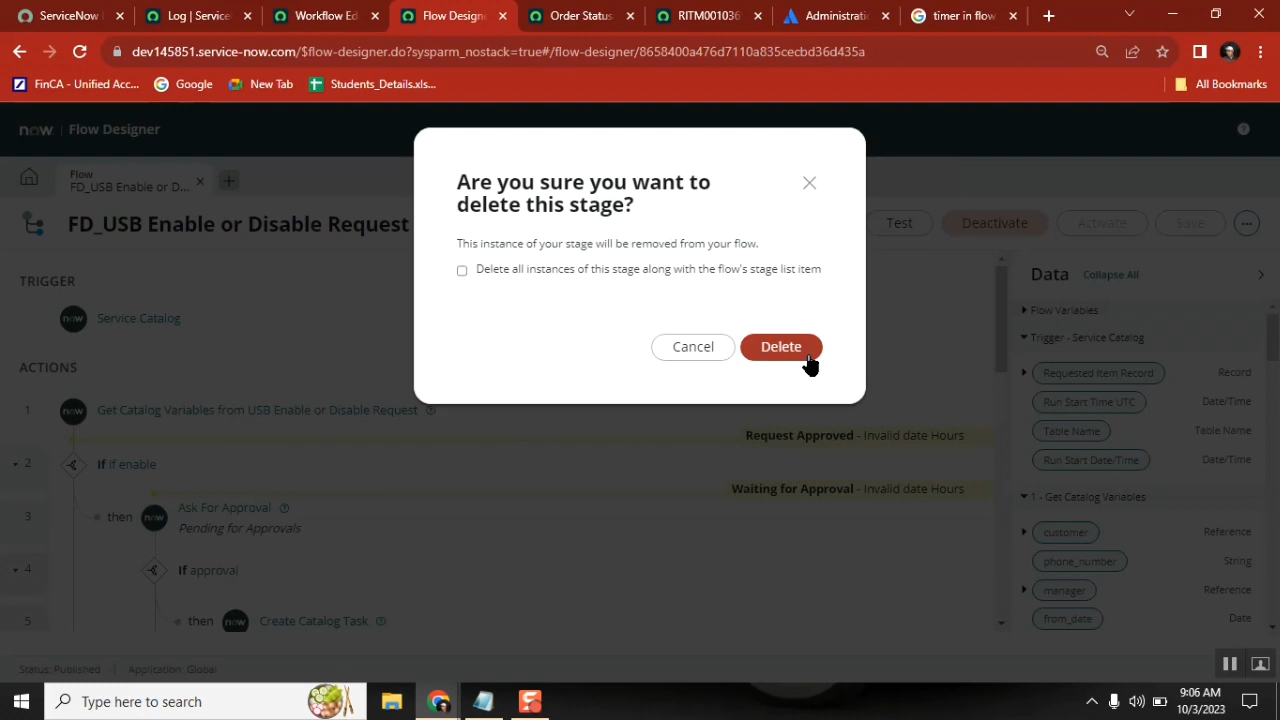 ServiceNow
Log | Service
Workflow Ed
Flow Design
Order Status
RITM001036
Administrati
timer in flow
dev145851.service-now.com/$flow-designer.do?sysparm_nostack=true#/flow-designer/8658400a476d7110a835cecbd36d435a
FinCA - Unified Acc...
Google
New Tab
Students_Details.xls...
All Bookmarks
now | Flow Designer
Flow
FD_USB Enable or D...
FD_USB Enable or Disable Request
Test
Deactivate
Activate
Save
Are you sure you want to
delete this stage?
This instance of your stage will be removed from your flow.
Delete all instances of this stage along with the flow's stage list item
Cancel
Delete
TRIGGER
now Service Catalog
ACTIONS
1 now Get Catalog Variables from USB Enable or Disable Request
Request Approved - Invalid date Hours
2 If if enable
Waiting for Approval - Invalid date Hours
3 then now Ask For Approval
Pending for Approvals
4 If approval
5 then now Create Catalog Task
Data Collapse All
Flow Variables
Trigger - Service Catalog
Requested Item Record Record
Run Start Time UTC Date/Time
Table Name Table Name
Run Start Date/Time Date/Time
1 - Get Catalog Variables
customer Reference
phone_number String
manager Reference
from_date Date
Status: Published | Application: Global
Type here to search
9:06 AM
10/3/2023